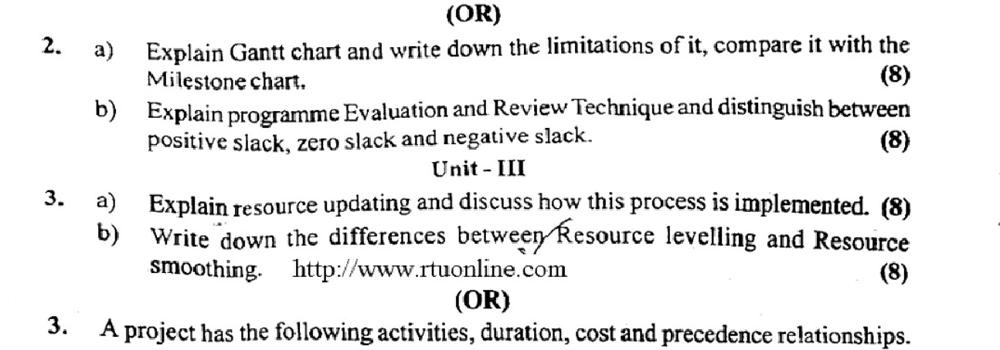 (OR)
2. a) Explain Gantt chart and write down the limitations of it, compare it with the
Milestone chart. (8)
b) Explain programme Evaluation and Review Technique and distinguish between
positive slack, zero slack and negative slack. (8)
Unit - III
3. a) Explain resource updating and discuss how this process is implemented. (8)
b) Write down the differences between Resource levelling and Resource
smoothing. http://www.rtuonline.com (8)
(OR)
3. A project has the following activities, duration, cost and precedence relationships.